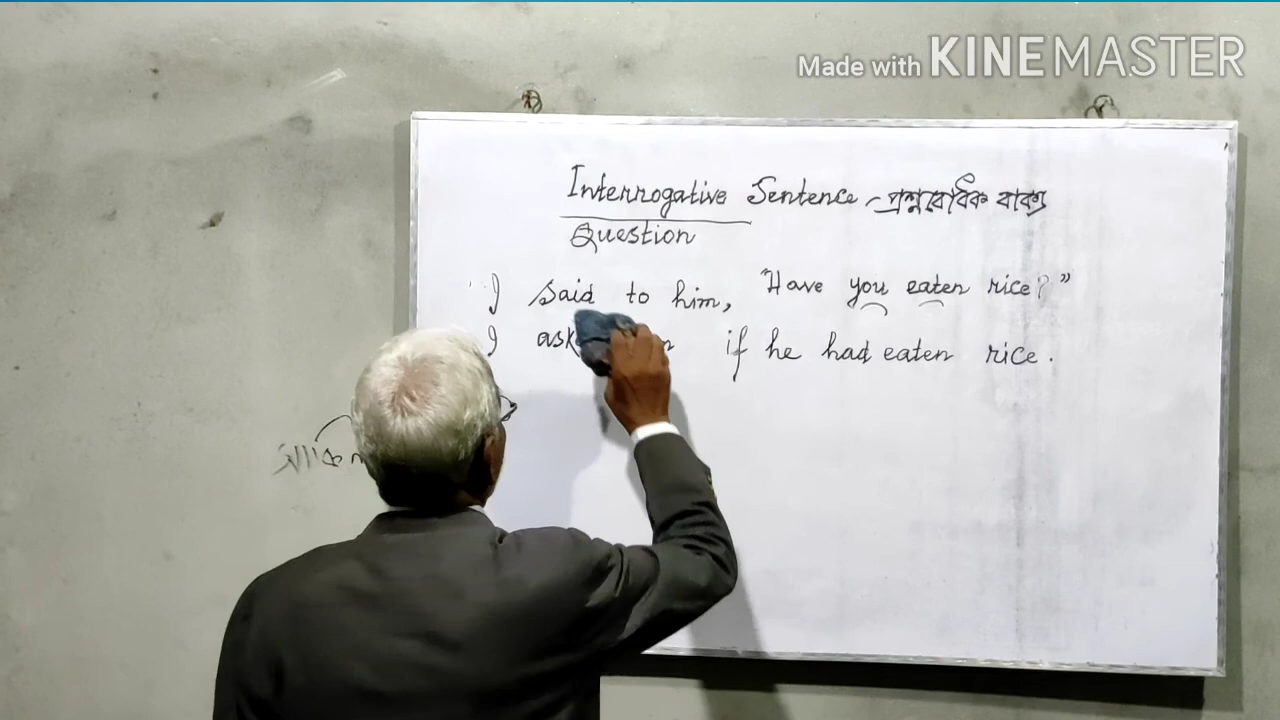 Made with KINEMASTER
Interrogative Sentence - প্রশ্নবোধক বাক্য
Question
I said to him, "Have you eaten rice?"
I if he had eaten rice.